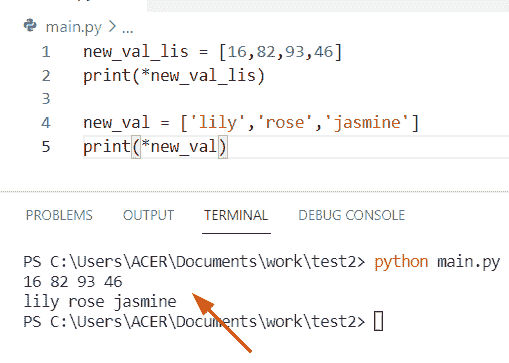 main.py > ...
1 new_val_lis = [16,82,93,46]
2 print(*new_val_lis)
3
4 new_val = ['lily','rose','jasmine']
5 print(*new_val)
PROBLEMS OUTPUT TERMINAL DEBUG CONSOLE
PS C:\Users\ACER\Documents\work\test2> python main.py
16 82 93 46
lily rose jasmine
PS C:\Users\ACER\Documents\work\test2>